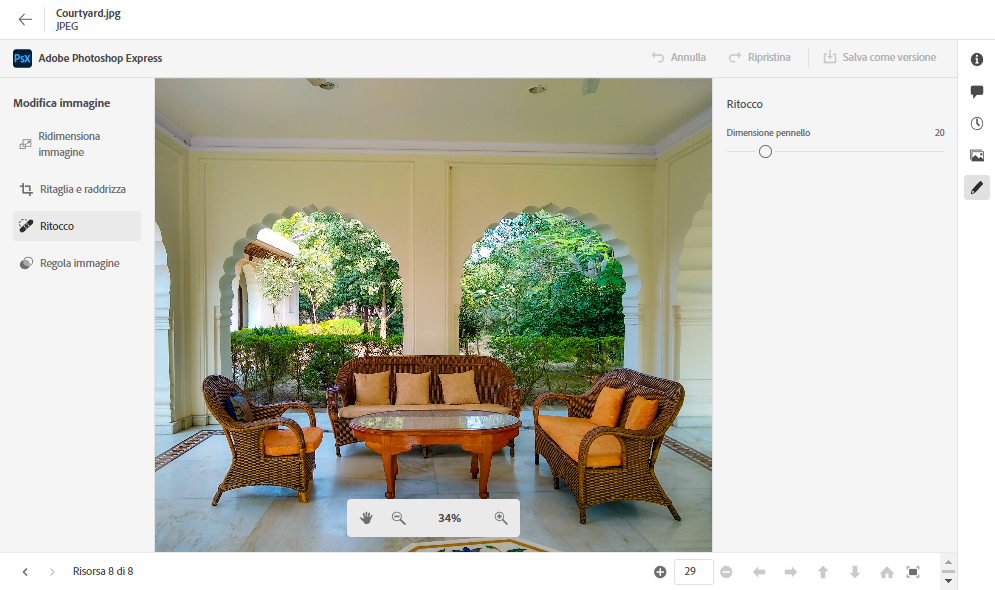 Courtyard.jpg
JPEG
Psx Adobe Photoshop Express
Annulla
Ripristina
Salva come versione
Modifica immagine
Ridimensiona
immagine
Ritaglia e raddrizza
Ritocco
Regola immagine
Ritocco
Dimensione pennello 20
34%
Risorsa 8 di 8
29